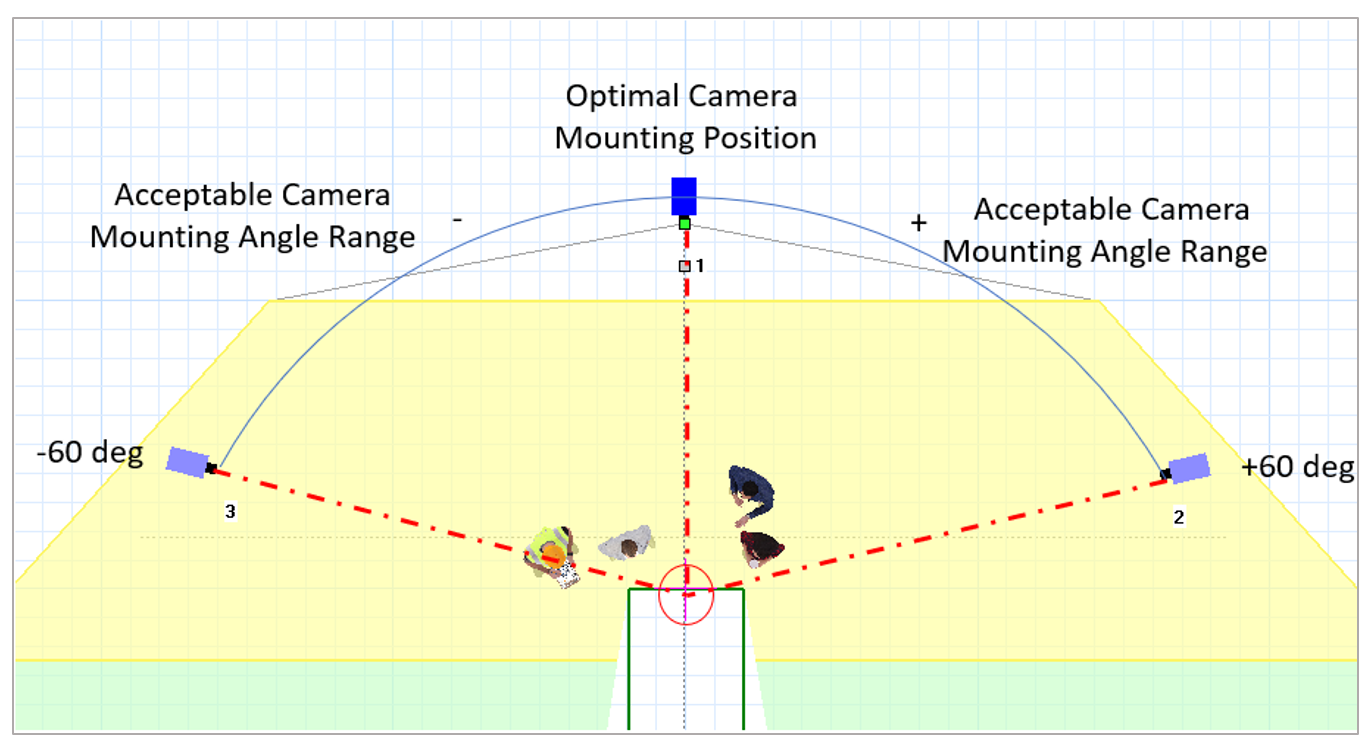 Optimal Camera
Mounting Position
Acceptable Camera
Mounting Angle Range
-
+
Acceptable Camera
Mounting Angle Range
1
-60 deg
+60 deg
3
2